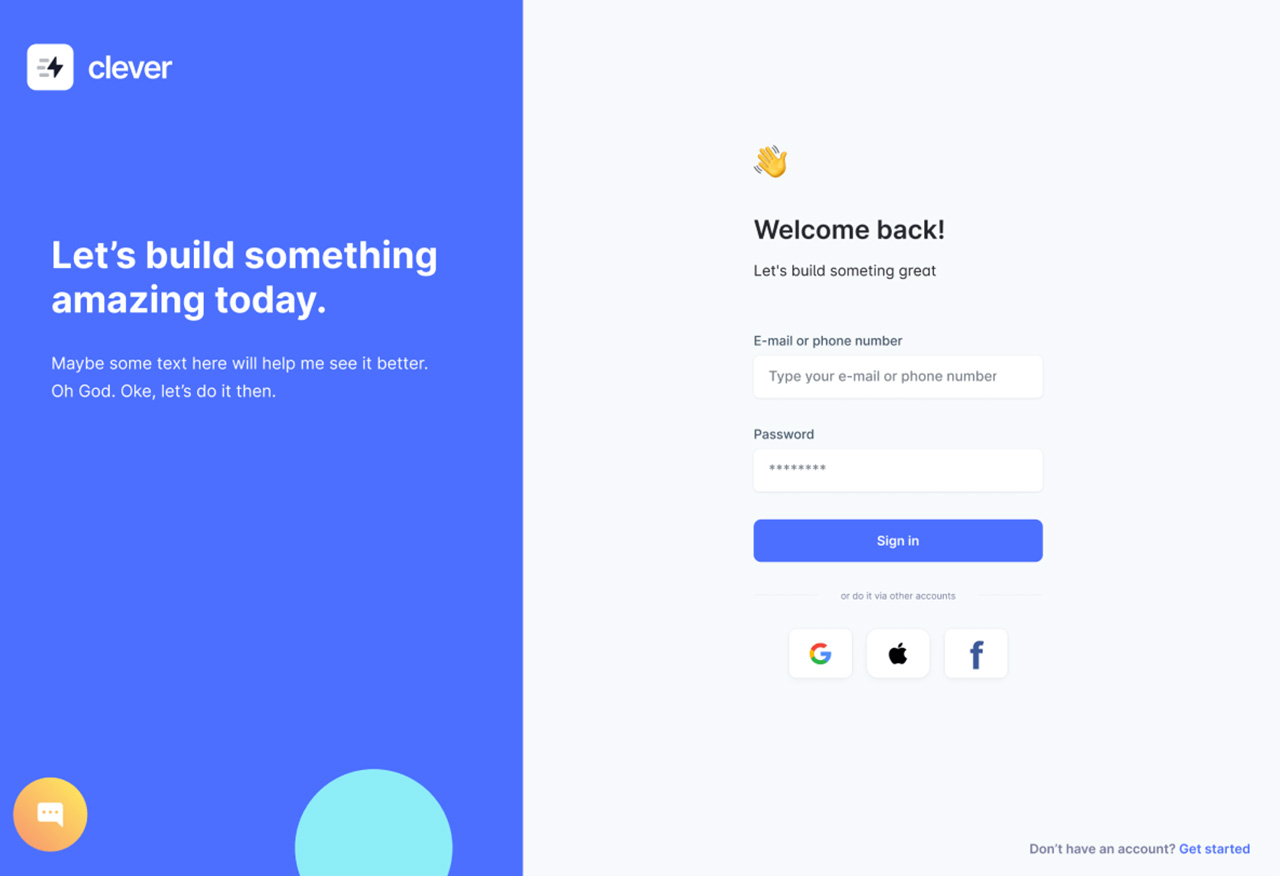 clever
Let’s build something
amazing today.
Maybe some text here will help me see it better.
Oh God. Oke, let’s do it then.
Welcome back!
Let's build someting great
E-mail or phone number
Type your e-mail or phone number
Password
********
Sign in
or do it via other accounts
Don’t have an account? Get started